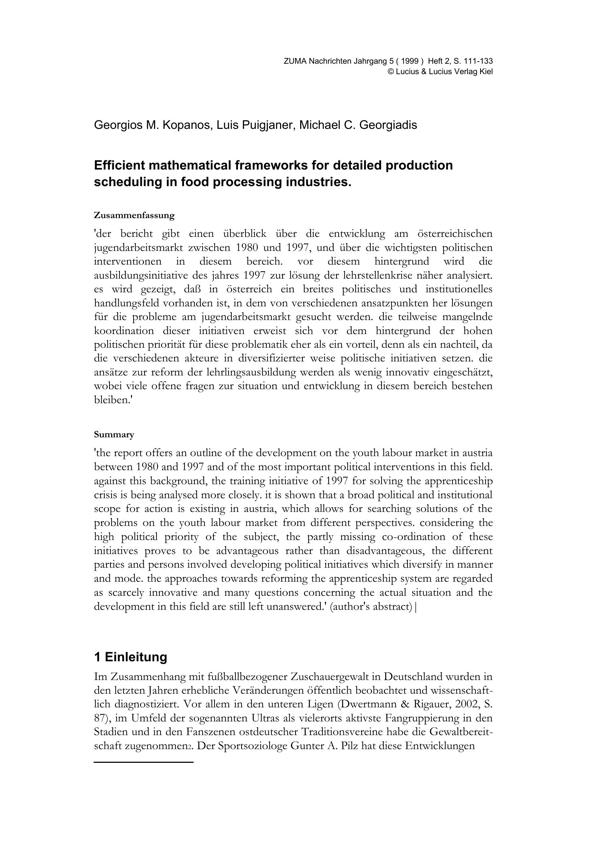 ZUMA Nachrichten Jahrgang 5 ( 1999 ) Heft 2, S. 111-133
© Lucius & Lucius Verlag Kiel
Georgios M. Kopanos, Luis Puigjaner, Michael C. Georgiadis
Efficient mathematical frameworks for detailed production
scheduling in food processing industries.
Zusammenfassung
'der bericht gibt einen überblick über die entwicklung am österreichischen
jugendarbeitsmarkt zwischen 1980 und 1997, und über die wichtigsten politischen
interventionen in diesem bereich. vor diesem hintergrund wird die
ausbildungsinitiative des jahres 1997 zur lösung der lehrstellenkrise näher analysiert.
es wird gezeigt, daß in österreich ein breites politisches und institutionelles
handlungsfeld vorhanden ist, in dem von verschiedenen ansatzpunkten her lösungen
für die probleme am jugendarbeitsmarkt gesucht werden. die teilweise mangelnde
koordination dieser initiativen erweist sich vor dem hintergrund der hohen
politischen priorität für diese problematik eher als ein vorteil, denn als ein nachteil, da
die verschiedenen akteure in diversifizierter weise politische initiativen setzen. die
ansätze zur reform der lehrlingsausbildung werden als wenig innovativ eingeschätzt,
wobei viele offene fragen zur situation und entwicklung in diesem bereich bestehen
bleiben.'
Summary
'the report offers an outline of the development on the youth labour market in austria
between 1980 and 1997 and of the most important political interventions in this field.
against this background, the training initiative of 1997 for solving the apprenticeship
crisis is being analysed more closely. it is shown that a broad political and institutional
scope for action is existing in austria, which allows for searching solutions of the
problems on the youth labour market from different perspectives. considering the
high political priority of the subject, the partly missing co-ordination of these
initiatives proves to be advantageous rather than disadvantageous, the different
parties and persons involved developing political initiatives which diversify in manner
and mode. the approaches towards reforming the apprenticeship system are regarded
as scarcely innovative and many questions concerning the actual situation and the
development in this field are still left unanswered.' (author's abstract)|
1 Einleitung
Im Zusammenhang mit fußballbezogener Zuschauergewalt in Deutschland wurden in
den letzten Jahren erhebliche Veränderungen öffentlich beobachtet und wissenschaft-
lich diagnostiziert. Vor allem in den unteren Ligen (Dwertmann & Rigauer, 2002, S.
87), im Umfeld der sogenannten Ultras als vielerorts aktivste Fangruppierung in den
Stadien und in den Fanszenen ostdeutscher Traditionsvereine habe die Gewaltbereit-
schaft zugenommen2. Der Sportsoziologe Gunter A. Pilz hat diese Entwicklungen